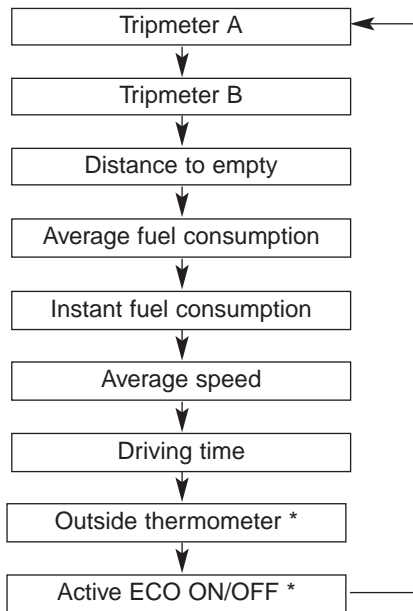 Tripmeter A
Tripmeter B
Distance to empty
Average fuel consumption
Instant fuel consumption
Average speed
Driving time
Outside thermometer *
Active ECO ON/OFF *